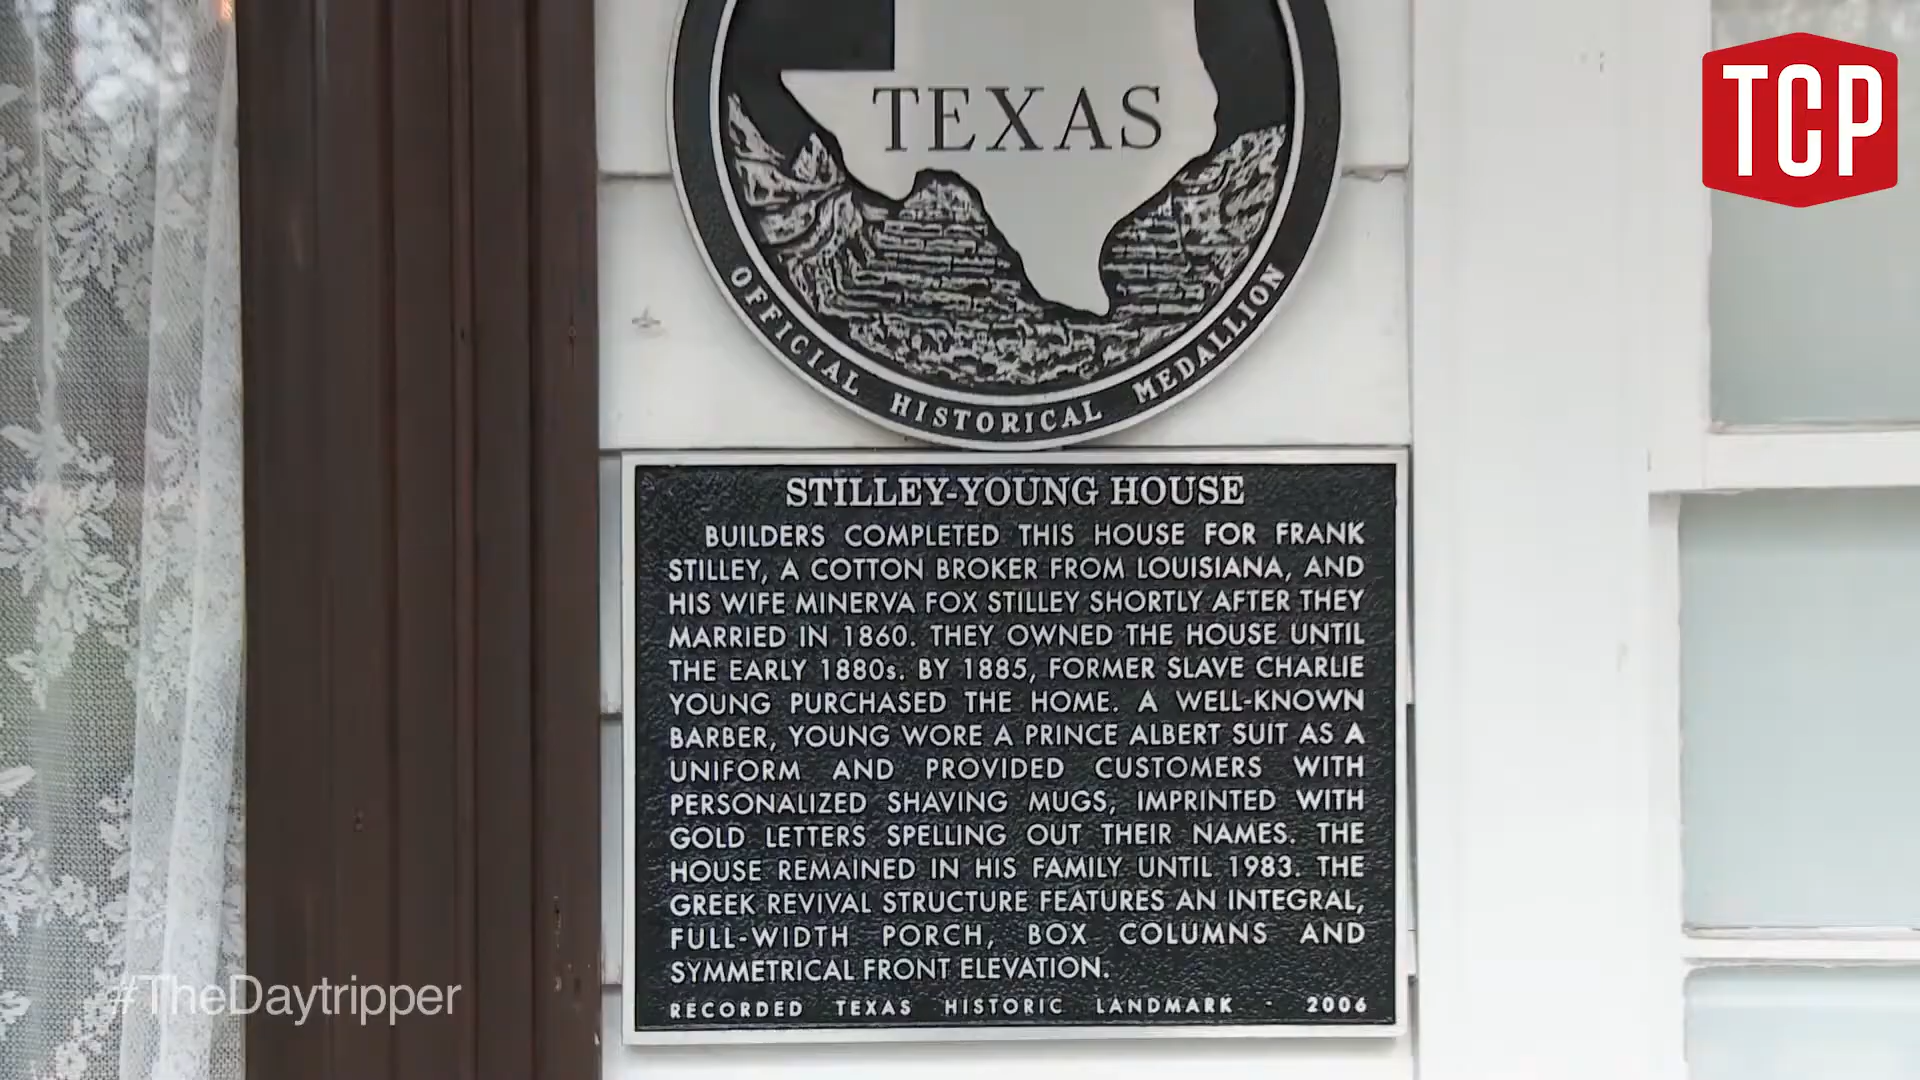 TCP
TEXAS
OFFICIAL HISTORICAL MEDALLION
STILLEY-YOUNG HOUSE
BUILDERS COMPLETED THIS HOUSE FOR FRANK
STILLEY, A COTTON BROKER FROM LOUISIANA, AND
HIS WIFE MINERVA FOX STILLEY SHORTLY AFTER THEY
MARRIED IN 1860. THEY OWNED THE HOUSE UNTIL
THE EARLY 1880s. BY 1885, FORMER SLAVE CHARLIE
YOUNG PURCHASED THE HOME. A WELL-KNOWN
BARBER, YOUNG WORE A PRINCE ALBERT SUIT AS A
UNIFORM AND PROVIDED CUSTOMERS WITH
PERSONALIZED SHAVING MUGS, IMPRINTED WITH
GOLD LETTERS SPELLING OUT THEIR NAMES. THE
HOUSE REMAINED IN HIS FAMILY UNTIL 1983. THE
GREEK REVIVAL STRUCTURE FEATURES AN INTEGRAL,
FULL-WIDTH PORCH, BOX COLUMNS AND
SYMMETRICAL FRONT ELEVATION.
RECORDED TEXAS HISTORIC LANDMARK - 2006
#TheDaytripper